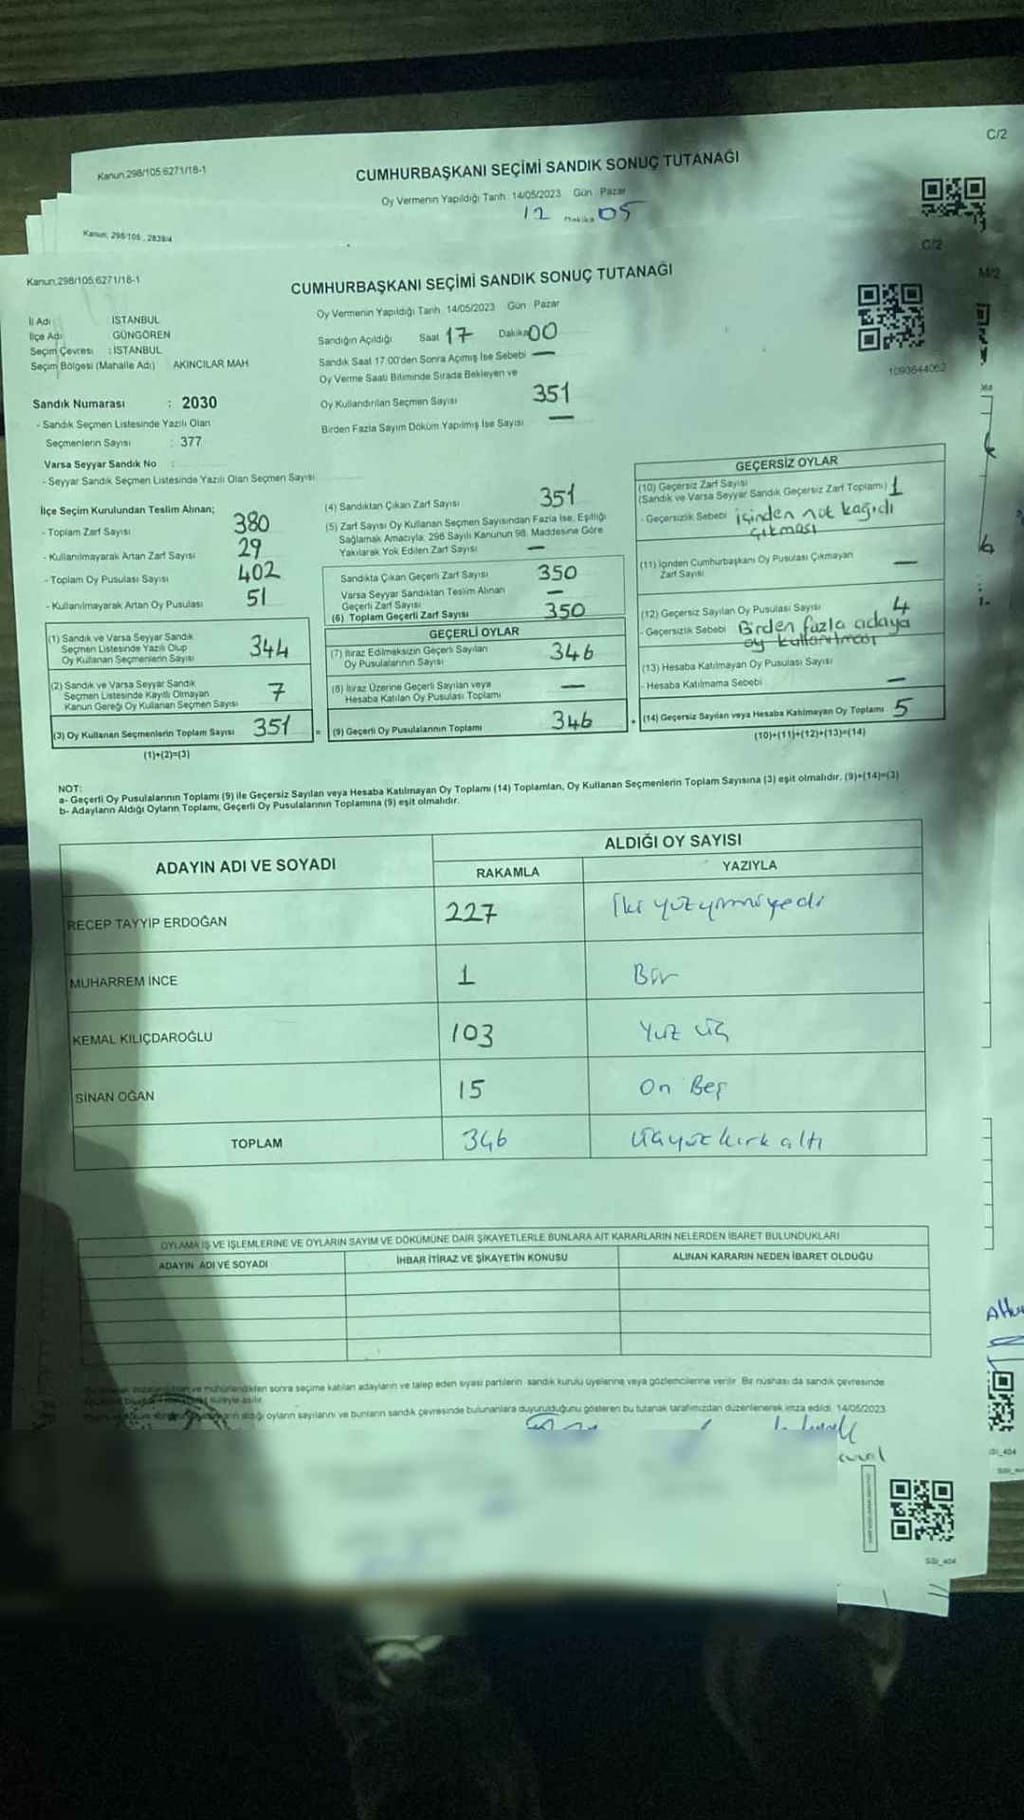 C/2
Kanun,298/105.6271/18-1
CUMHURBAŞKANI SEÇİMİ SANDIK SONUÇ TUTANAĞI
Oy Vermenin Yapıldığı Tarih 14/05/2023 Gün Pazar
12 Dakika 05
Kanun, 298/105 , 2839/4
C/2
M/2
Kanun,298/105.6271/18-1
CUMHURBAŞKANI SEÇİMİ SANDIK SONUÇ TUTANAĞI
Oy Vermenin Yapıldığı Tarih 14/05/2023 Gün Pazar
İl Adı : İSTANBUL
İlçe Adı : GÜNGÖREN
Seçim Çevresi : İSTANBUL
Seçim Bölgesi (Mahalle Adı) AKINCILAR MAH
Sandığın Açıldığı Saat 17 Dakika 00
Sandık Saat 17:00'den Sonra Açımış İse Sebebi —
Oy Verme Saati Bitiminde Sırada Bekleyen ve
Oy Kullandırılan Seçmen Sayısı 351
Birden Fazla Sayım Döküm Yapılmış İse Sayısı —
1093644062
Sandık Numarası : 2030
- Sandık Seçmen Listesinde Yazılı Olan
Seçmenlerin Sayısı : 377
Varsa Seyyar Sandık No :
- Seyyar Sandık Seçmen Listesinde Yazılı Olan Seçmen Sayısı:
İlçe Seçim Kurulundan Teslim Alınan;
- Toplam Zarf Sayısı 380
- Kullanılmayarak Artan Zarf Sayısı 29
- Toplam Oy Pusulası Sayısı 402
- Kullanılmayarak Artan Oy Pusulası 51
(1) Sandık ve Varsa Seyyar Sandık
Seçmen Listesinde Yazılı Olup
Oy Kullanan Seçmenlerin Sayısı 344
(2) Sandık ve Varsa Seyyar Sandık
Seçmen Listesinde Kayıtlı Olmayan
Kanun Gereği Oy Kullanan Seçmen Sayısı 7
(3) Oy Kullanan Seçmenlerin Toplam Sayısı 351
(1)+(2)=(3)
(4) Sandıktan Çıkan Zarf Sayısı 351
(5) Zarf Sayısı Oy Kullanan Seçmen Sayısından Fazla İse, Eşitliği
Sağlamak Amacıyla, 298 Sayılı Kanunun 98. Maddesine Göre
Yakılarak Yok Edilen Zarf Sayısı —
Sandıkta Çıkan Geçerli Zarf Sayısı 350
Varsa Seyyar Sandıktan Teslim Alınan
Geçerli Zarf Sayısı —
(6) Toplam Geçerli Zarf Sayısı 350
GEÇERLİ OYLAR
(7) İtiraz Edilmeksizin Geçerli Sayılan
Oy Pusulalarının Sayısı 346
(8) İtiraz Üzerine Geçerli Sayılan veya
Hesaba Katılan Oy Pusulası Toplamı —
= (9) Geçerli Oy Pusulalarının Toplamı 346
GEÇERSİZ OYLAR
(10) Geçersiz Zarf Sayısı
(Sandık ve Varsa Seyyar Sandık Geçersiz Zarf Toplamı) 1
- Geçersizlik Sebebi içinden not kağıdı
çıkması
(11) İçinden Cumhurbaşkanı Oy Pusulası Çıkmayan
Zarf Sayısı —
(12) Geçersiz Sayılan Oy Pusulası Sayısı 4
- Geçersizlik Sebebi Birden fazla adaya
oy kullanılması
(13) Hesaba Katılmayan Oy Pusulası Sayısı
- Hesaba Katılmama Sebebi —
+ (14) Geçersiz Sayılan veya Hesaba Katılmayan Oy Toplamı 5
(10)+(11)+(12)+(13)=(14)
NOT:
a- Geçerli Oy Pusulalarının Toplamı (9) ile Geçersiz Sayılan veya Hesaba Katılmayan Oy Toplamı (14) Toplamları, Oy Kullanan Seçmenlerin Toplam Sayısına (3) eşit olmalıdır. (9)+(14)=(3)
b- Adayların Aldığı Oyların Toplamı, Geçerli Oy Pusulalarının Toplamına (9) eşit olmalıdır.
ADAYIN ADI VE SOYADI
ALDIĞI OY SAYISI
RAKAMLA YAZIYLA
RECEP TAYYİP ERDOĞAN 227 İki yüz yirmi yedi
MUHARREM İNCE 1 Bir
KEMAL KILIÇDAROĞLU 103 Yüz üç
SİNAN OĞAN 15 On Beş
TOPLAM 346 üçyüz kırk altı
OYLAMA İŞ VE İŞLEMLERİNE VE OYLARIN SAYIM VE DÖKÜMÜNE DAİR ŞİKAYETLERLE BUNLARA AİT KARARLARIN NELERDEN İBARET BULUNDUKLARI
ADAYIN ADI VE SOYADI İHBAR İTİRAZ VE ŞİKAYETİN KONUSU ALINAN KARARIN NEDEN İBARET OLDUĞU
mühürlendikten sonra seçime katılan adayların ve talep eden siyasi partilerin sandık kurulu üyelerine veya gözlemcilerine verilir. Bir nüshası da sandık çevresinde
aldığı oyların sayılarını ve bunların sandık çevresinde bulunanlara duyurulduğunu gösteren bu tutanak tarafımızdan düzenlenerek imza edildi. 14/05/2023
SSI_404